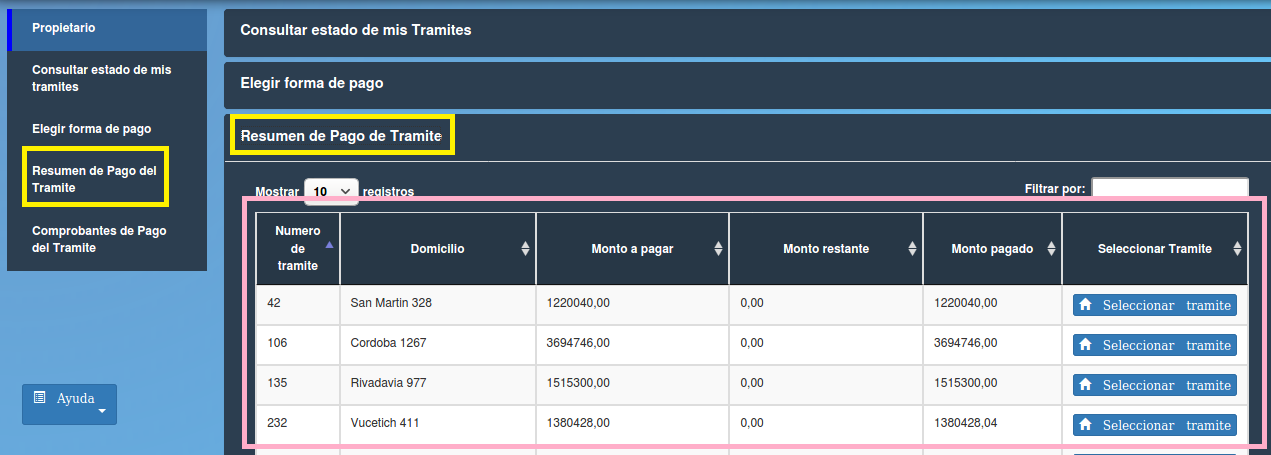 Propietario
Consultar estado de mis
tramites
Elegir forma de pago
Resumen de Pago del
Tramite
Comprobantes de Pago
del Tramite
Ayuda
Consultar estado de mis Tramites
Elegir forma de pago
Resumen de Pago de Tramite
Mostrar 10 registros Filtrar por:
Numero
de
tramite
Domicilio Monto a pagar Monto restante Monto pagado Seleccionar Tramite
42 San Martin 328 1220040,00 0,00 1220040,00 Seleccionar tramite
106 Cordoba 1267 3694746,00 0,00 3694746,00 Seleccionar tramite
135 Rivadavia 977 1515300,00 0,00 1515300,00 Seleccionar tramite
232 Vucetich 411 1380428,00 0,00 1380428,04 Seleccionar tramite